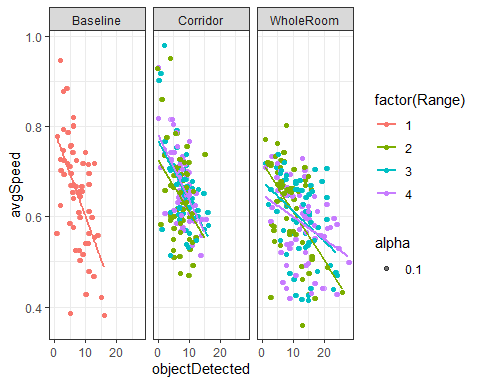 Baseline Corridor WholeRoom
1.0
0.8
0.6
0.4
avgSpeed
0 10 20 0 10 20 0 10 20
objectDetected
factor(Range)
1
2
3
4
alpha
0.1